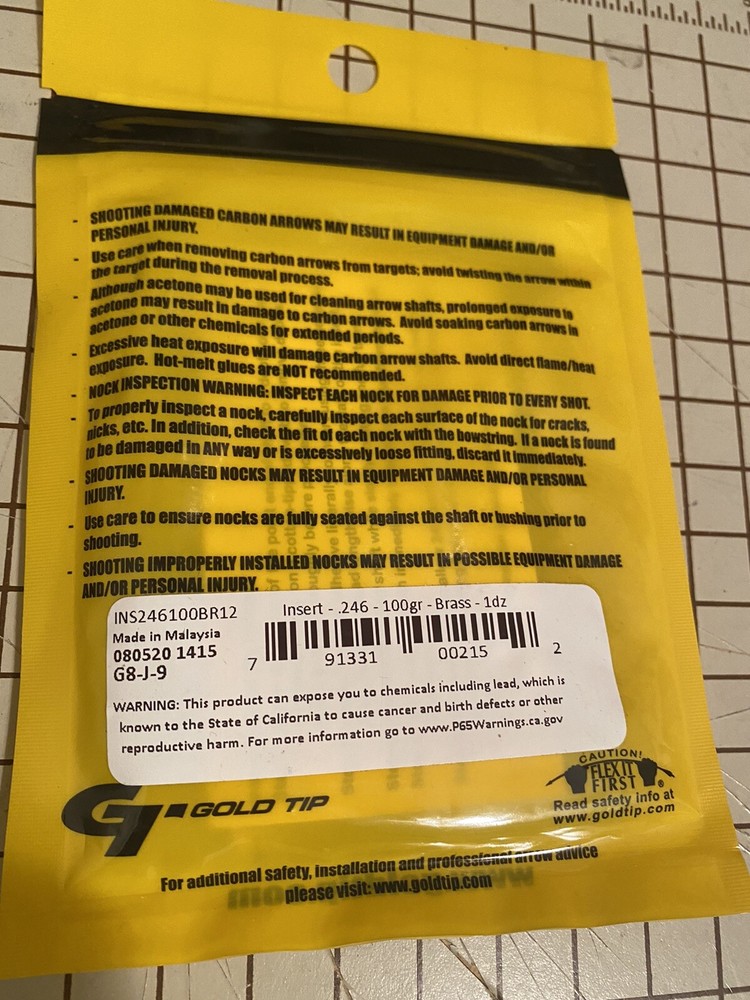 - SHOOTING DAMAGED CARBON ARROWS MAY RESULT IN EQUIPMENT DAMAGE AND/OR
PERSONAL INJURY.
- Use care when removing carbon arrows from targets; avoid twisting the arrow within
the target during the removal process.
- Although acetone may be used for cleaning arrow shafts, prolonged exposure to
acetone may result in damage to carbon arrows. Avoid soaking carbon arrows in
acetone or other chemicals for extended periods.
- Excessive heat exposure will damage carbon arrow shafts. Avoid direct flame/heat
exposure. Hot-melt glues are NOT recommended.
- NOCK INSPECTION WARNING: INSPECT EACH NOCK FOR DAMAGE PRIOR TO EVERY SHOT.
- To properly inspect a nock, carefully inspect each surface of the nock for cracks,
nicks, etc. In addition, check the fit of each nock with the bowstring. If a nock is found
to be damaged in ANY way or is excessively loose fitting, discard it immediately.
- SHOOTING DAMAGED NOCKS MAY RESULT IN EQUIPMENT DAMAGE AND/OR PERSONAL
INJURY.
- Use care to ensure nocks are fully seated against the shaft or bushing prior to
shooting.
- SHOOTING IMPROPERLY INSTALLED NOCKS MAY RESULT IN POSSIBLE EQUIPMENT DAMAGE
AND/OR PERSONAL INJURY.
INS246100BR12
Made in Malaysia
080520 1415
G8-J-9
Insert - .246 - 100gr - Brass - 1dz
7 91331 00215 2
WARNING: This product can expose you to chemicals including lead, which is
known to the State of California to cause cancer and birth defects or other
reproductive harm. For more information go to www.P65Warnings.ca.gov
GT GOLD TIP
CAUTION!
FLEX IT
FIRST ®
Read safety info at
www.goldtip.com
For additional safety, installation and professional arrow advice
please visit: www.goldtip.com